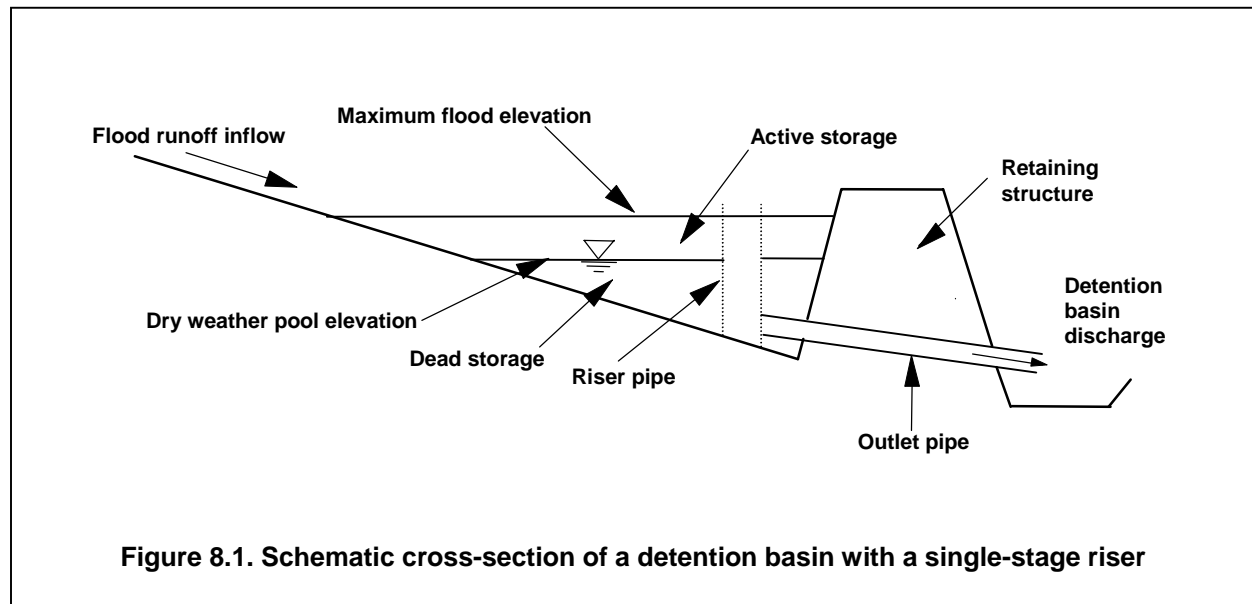 Flood runoff inflow
Maximum flood elevation
Active storage
Retaining
structure
Dry weather pool elevation
Dead storage
Riser pipe
Detention
basin
discharge
Outlet pipe
Figure 8.1. Schematic cross-section of a detention basin with a single-stage riser